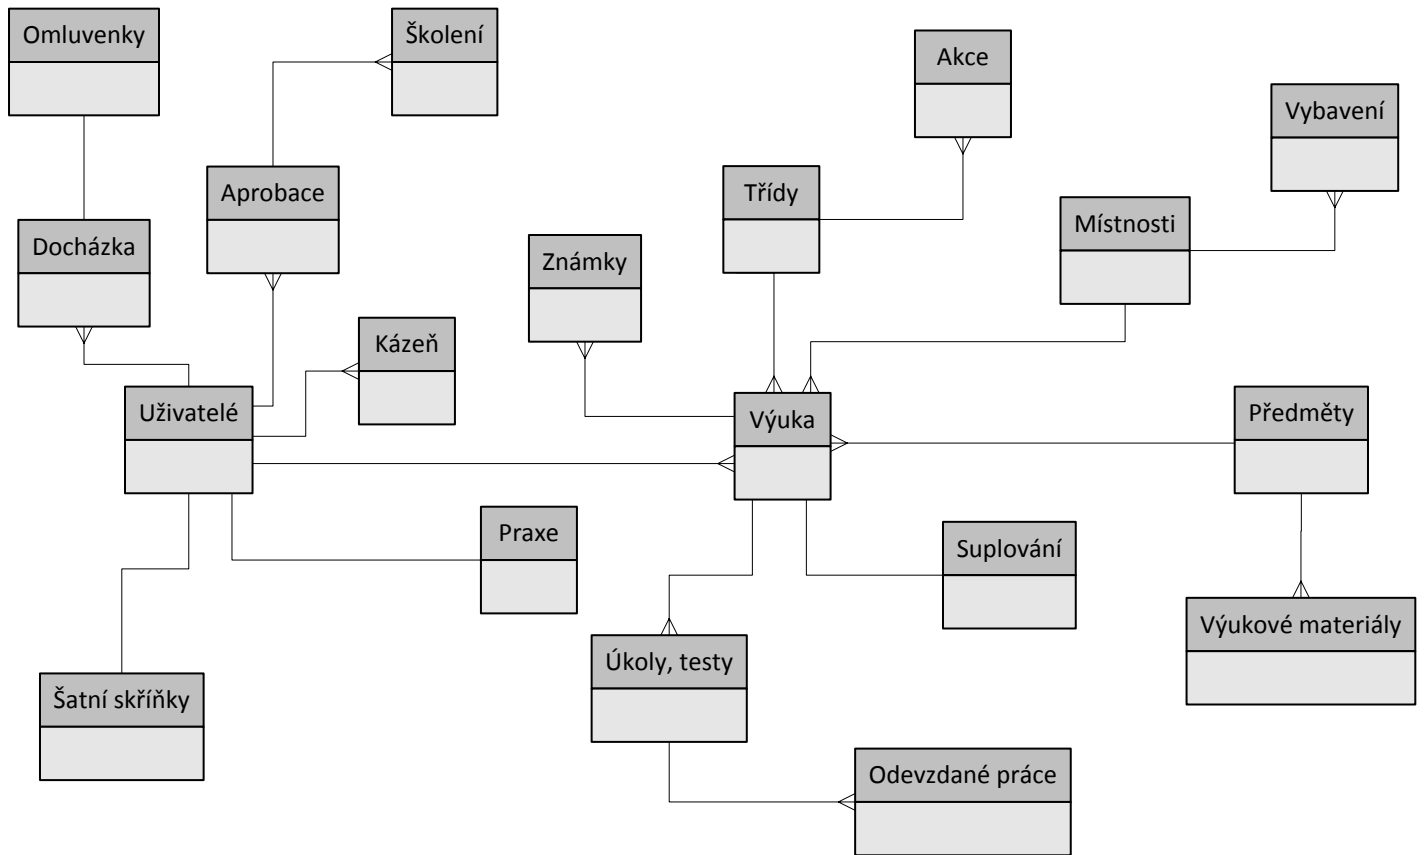 Omluvenky
Školení
Akce
Vybavení
Aprobace
Třídy
Místnosti
Docházka
Známky
Kázeň
Uživatelé
Výuka
Předměty
Praxe
Suplování
Výukové materiály
Úkoly, testy
Šatní skříňky
Odevzdané práce